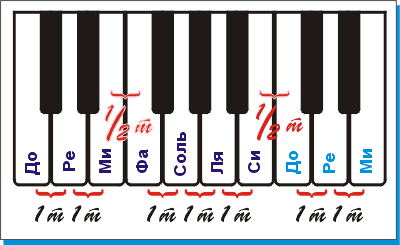 1/2 т 1/2 т
До Ре Ми Фа Соль Ля Си До Ре Ми
1 т 1 т 1 т 1 т 1 т 1 т 1 т